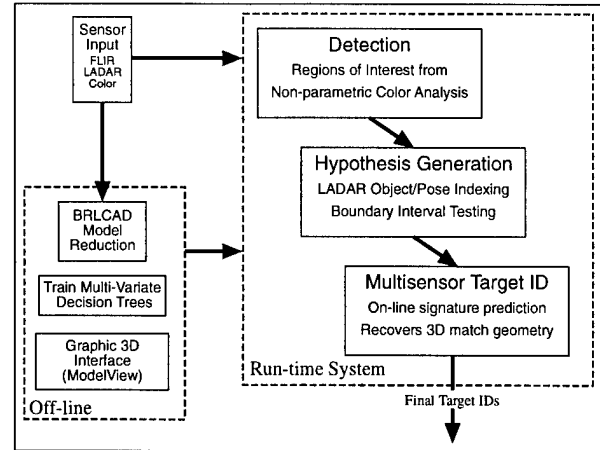 Sensor
Input
FLIR
LADAR
Color
Detection
Regions of Interest from
Non-parametric Color Analysis
Hypothesis Generation
LADAR Object/Pose Indexing
Boundary Interval Testing
BRLCAD
Model
Reduction
Train Multi-Variate
Decision Trees
Graphic 3D
Interface
(ModelView)
Off-line
Multisensor Target ID
On-line signature prediction
Recovers 3D match geometry
Run-time System
Final Target IDs